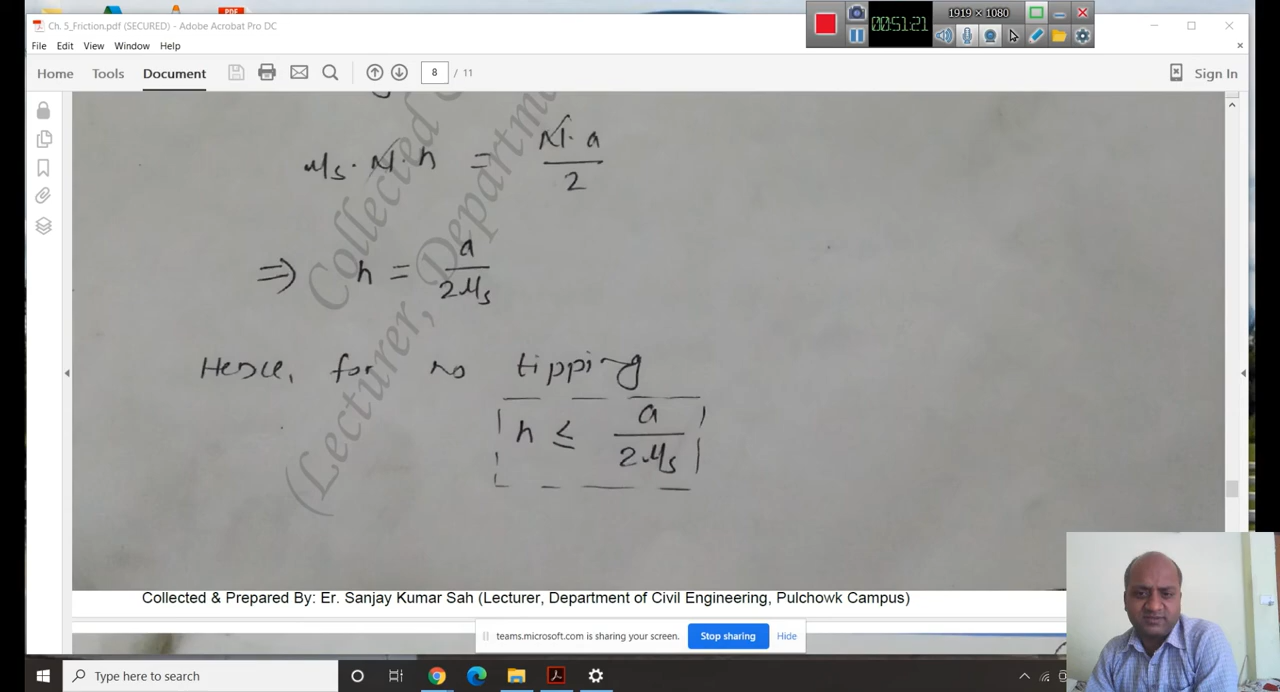 PDF
Ch. 5_Friction.pdf (SECURED) - Adobe Acrobat Pro DC
00:51:21
1919 × 1080
File Edit View Window Help
Home Tools Document
8 / 11
Sign In
Collected
(Lecturer, Departme
μs · N · h = N · a / 2
⇒ h = a / 2μs
Hence, for no tipping
h ≤ a / 2μs
Collected & Prepared By: Er. Sanjay Kumar Sah (Lecturer, Department of Civil Engineering, Pulchowk Campus)
teams.microsoft.com is sharing your screen. Stop sharing Hide
Type here to search